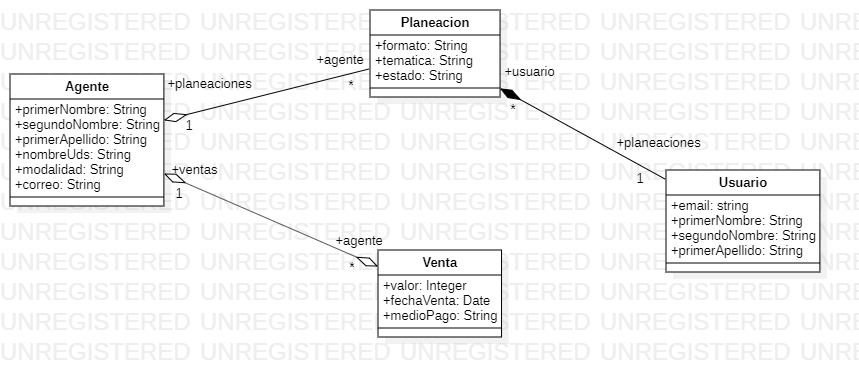 Planeacion
+formato: String
+tematica: String
+estado: String
+agente
*
+usuario
*
Agente
+primerNombre: String
+segundoNombre: String
+primerApellido: String
+nombreUds: String
+modalidad: String
+correo: String
+planeaciones
1
+ventas
1
+planeaciones
1
Usuario
+email: string
+primerNombre: String
+segundoNombre: String
+primerApellido: String
+agente
*
Venta
+valor: Integer
+fechaVenta: Date
+medioPago: String
UNREGISTERED UNREGISTERED UNREGISTERED UNREGISTERED